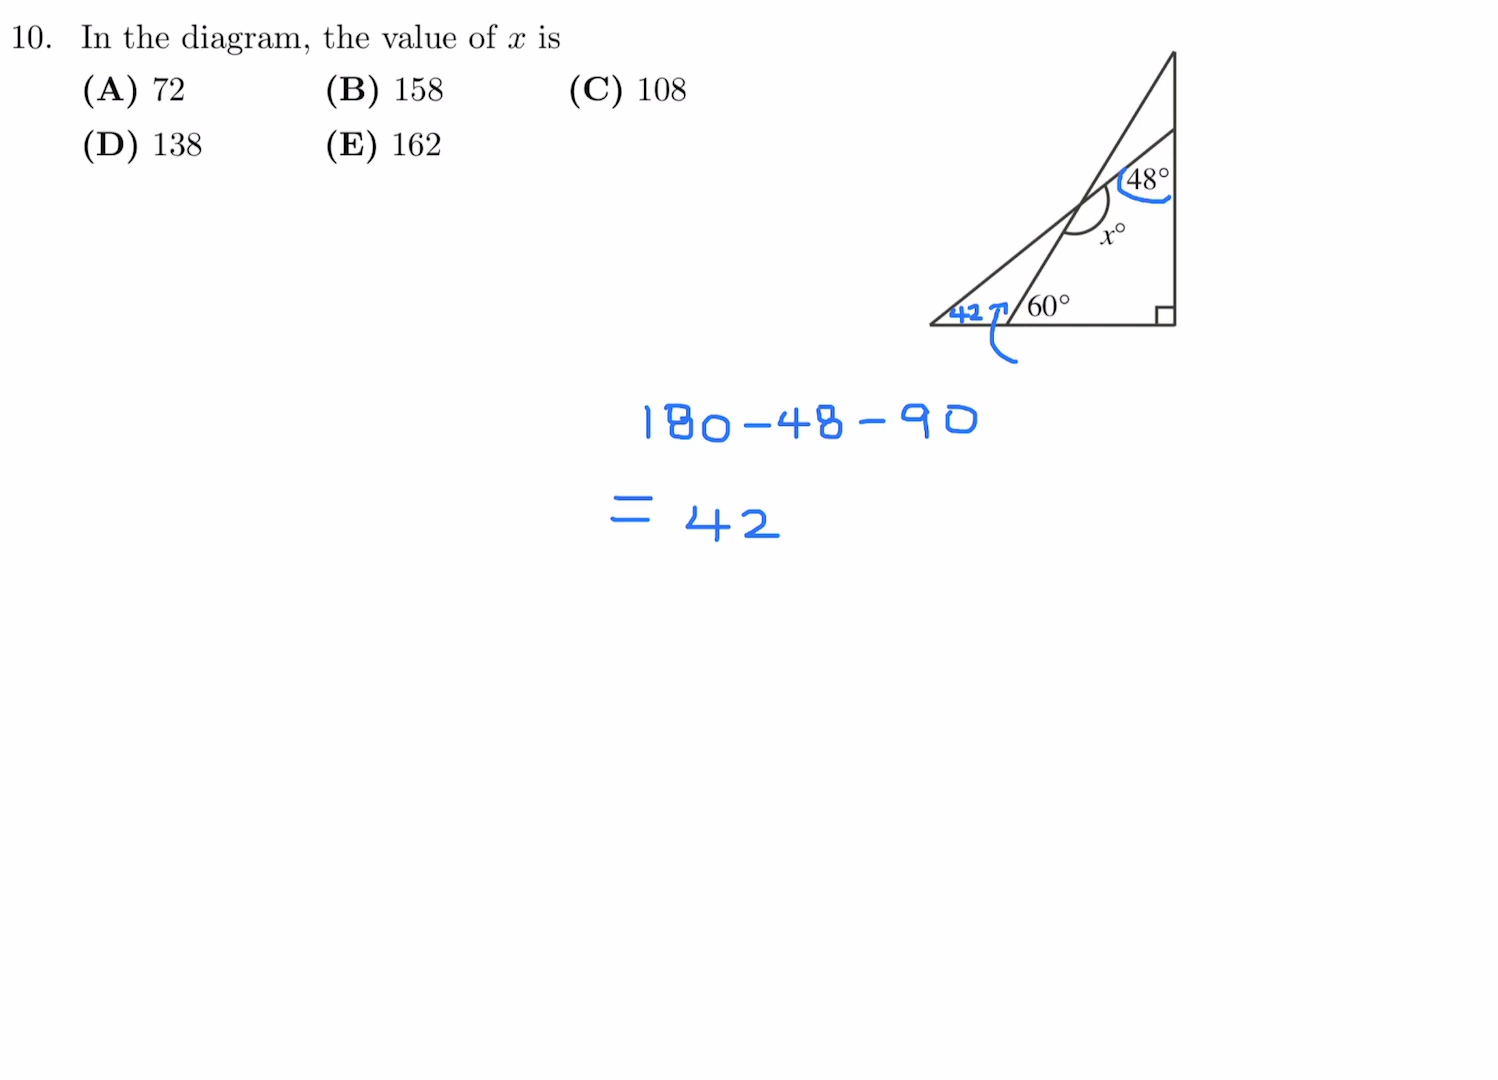 10. In the diagram, the value of x is
(A) 72 (B) 158 (C) 108
(D) 138 (E) 162
48°
x°
42 60°
180-48-90
= 42